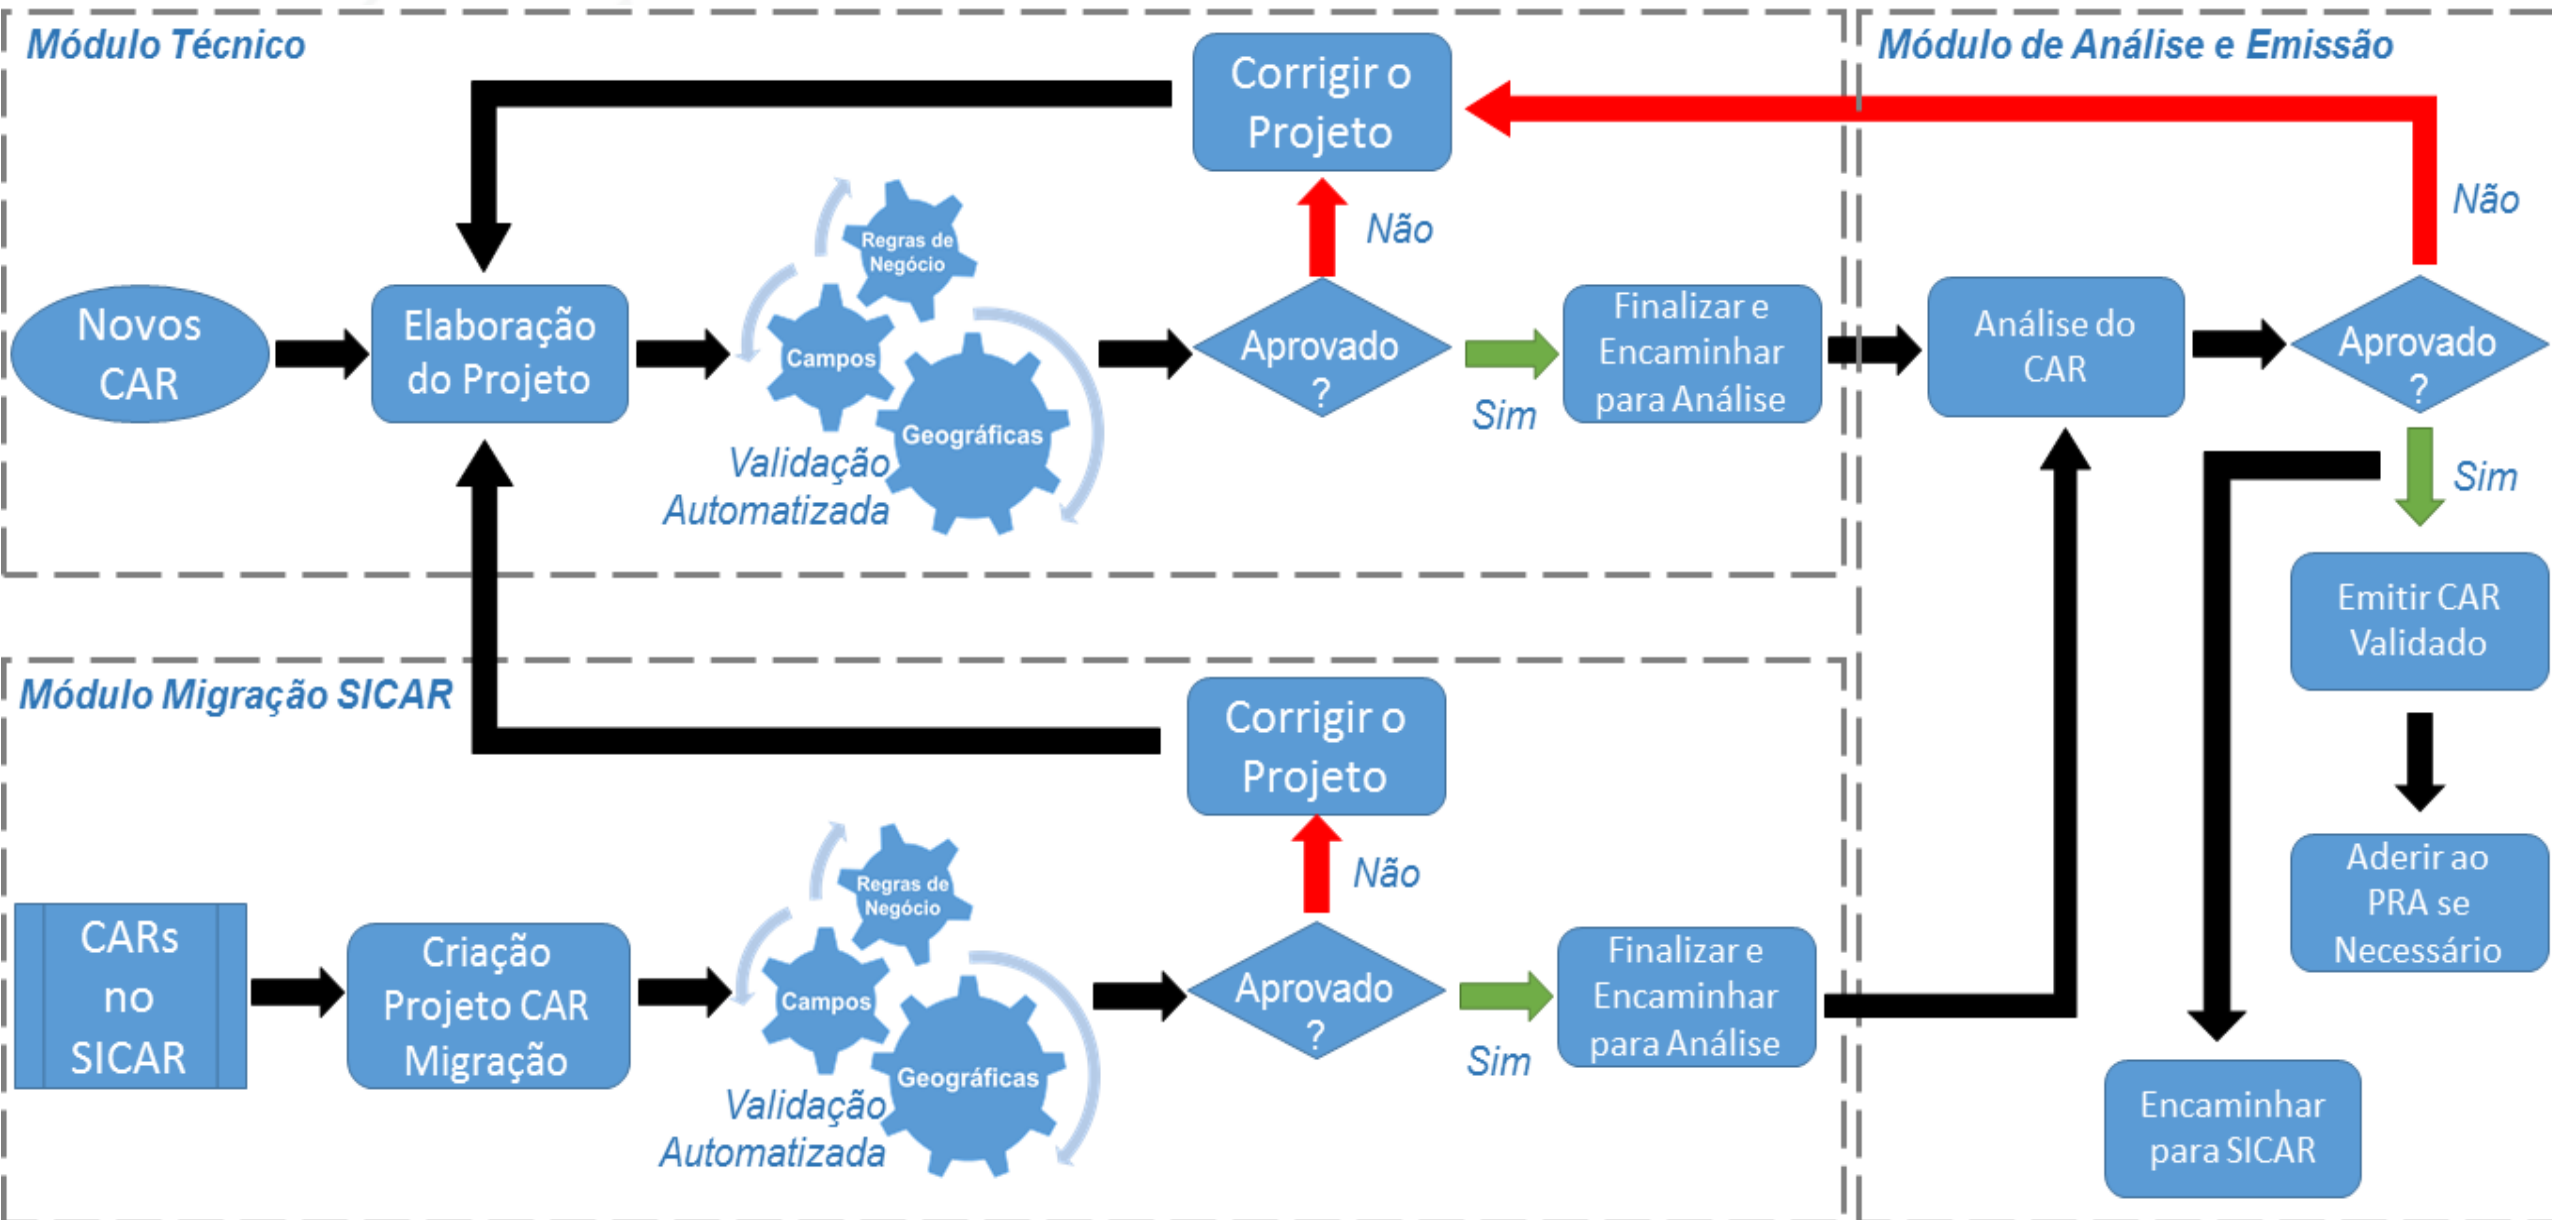 Módulo Técnico
Corrigir o
Projeto
Novos
CAR
Elaboração
do Projeto
Regras de
Negócio
Campos
Geográficas
Validação
Automatizada
Aprovado
?
Não
Sim
Finalizar e
Encaminhar
para Análise
Módulo Migração SICAR
Corrigir o
Projeto
CARs
no
SICAR
Criação
Projeto CAR
Migração
Regras de
Negócio
Campos
Geográficas
Validação
Automatizada
Aprovado
?
Não
Sim
Finalizar e
Encaminhar
para Análise
Módulo de Análise e Emissão
Análise do
CAR
Aprovado
?
Não
Sim
Emitir CAR
Validado
Aderir ao
PRA se
Necessário
Encaminhar
para SICAR